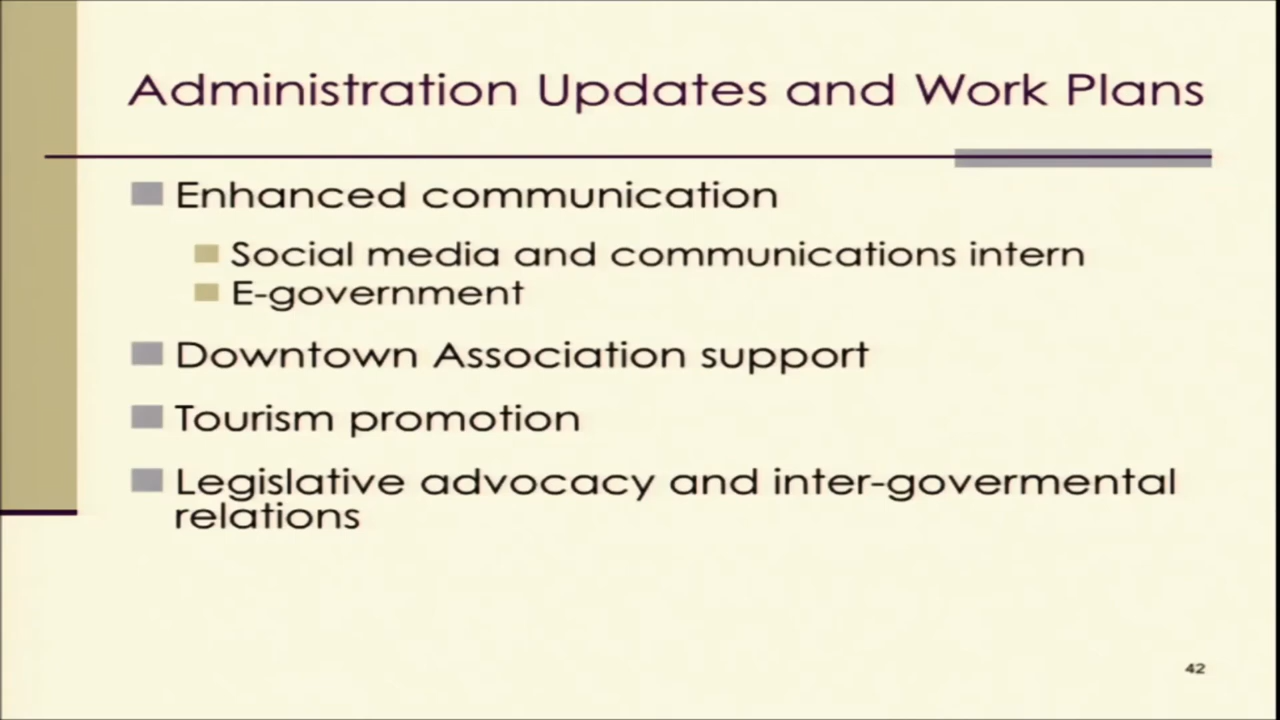 Administration Updates and Work Plans
Enhanced communication
Social media and communications intern
E-government
Downtown Association support
Tourism promotion
Legislative advocacy and inter-govermental
relations
42